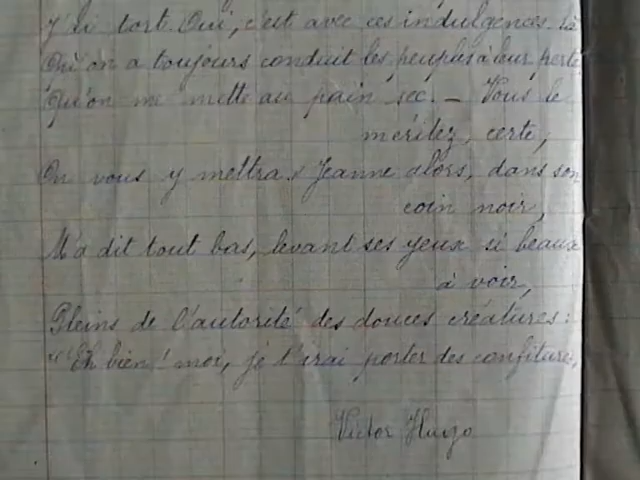 J'ai tort. Oui, c'est avec ces indulgences-là
Qu'on a toujours conduit les peuples à leur perte
Qu'on me mette au pain sec. – Vous le
méritez, certe,
On vous y mettra. Jeanne alors, dans son
coin noir,
M'a dit tout bas, levant ses yeux si beaux
à voir,
Pleins de l'autorité des douces créatures :
"Eh bien ! moi, je t'irai porter des confitures,
Victor Hugo